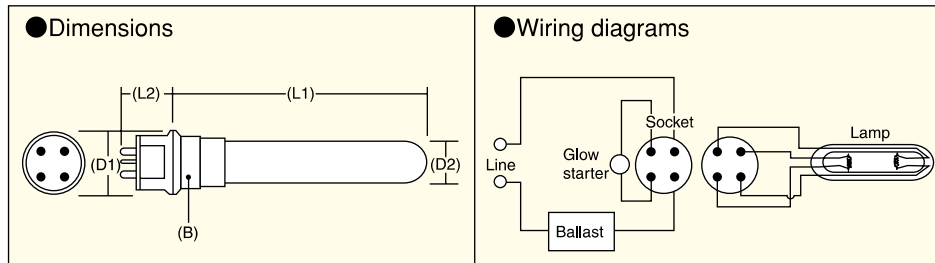 ●Dimensions
(L2)
(L1)
(D1)
(D2)
(B)
●Wiring diagrams
Socket
Lamp
Line
Glow
starter
Ballast